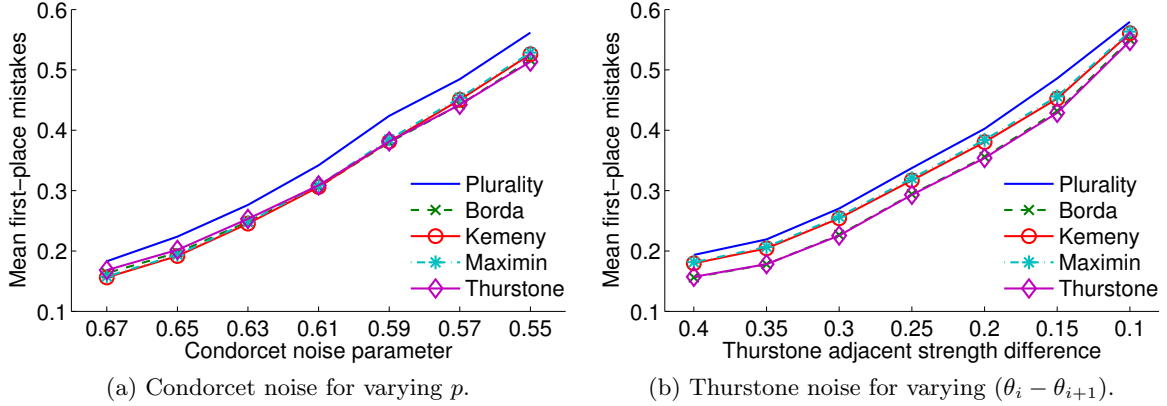 0.6
0.5
0.4
0.3
0.2
0.1
Mean first−place mistakes
Plurality
Borda
Kemeny
Maximin
Thurstone
0.67 0.65 0.63 0.61 0.59 0.57 0.55
Condorcet noise parameter
(a) Condorcet noise for varying p.
0.6
0.5
0.4
0.3
0.2
0.1
Mean first−place mistakes
Plurality
Borda
Kemeny
Maximin
Thurstone
0.4 0.35 0.3 0.25 0.2 0.15 0.1
Thurstone adjacent strength difference
(b) Thurstone noise for varying (θᵢ − θᵢ₊₁).